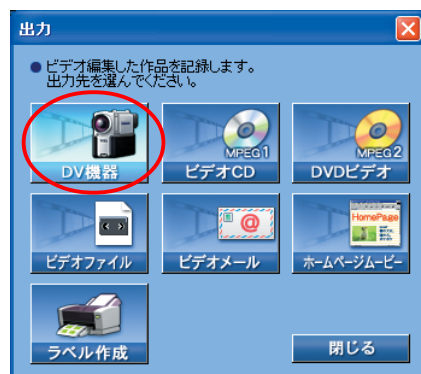 出力
● ビデオ編集した作品を記録します。
出力先を選んでください。
MPEG1
MPEG2
DV機器
ビデオCD
DVDビデオ
HomePage
ビデオファイル
ビデオメール
ホームページムービー
ラベル作成
閉じる